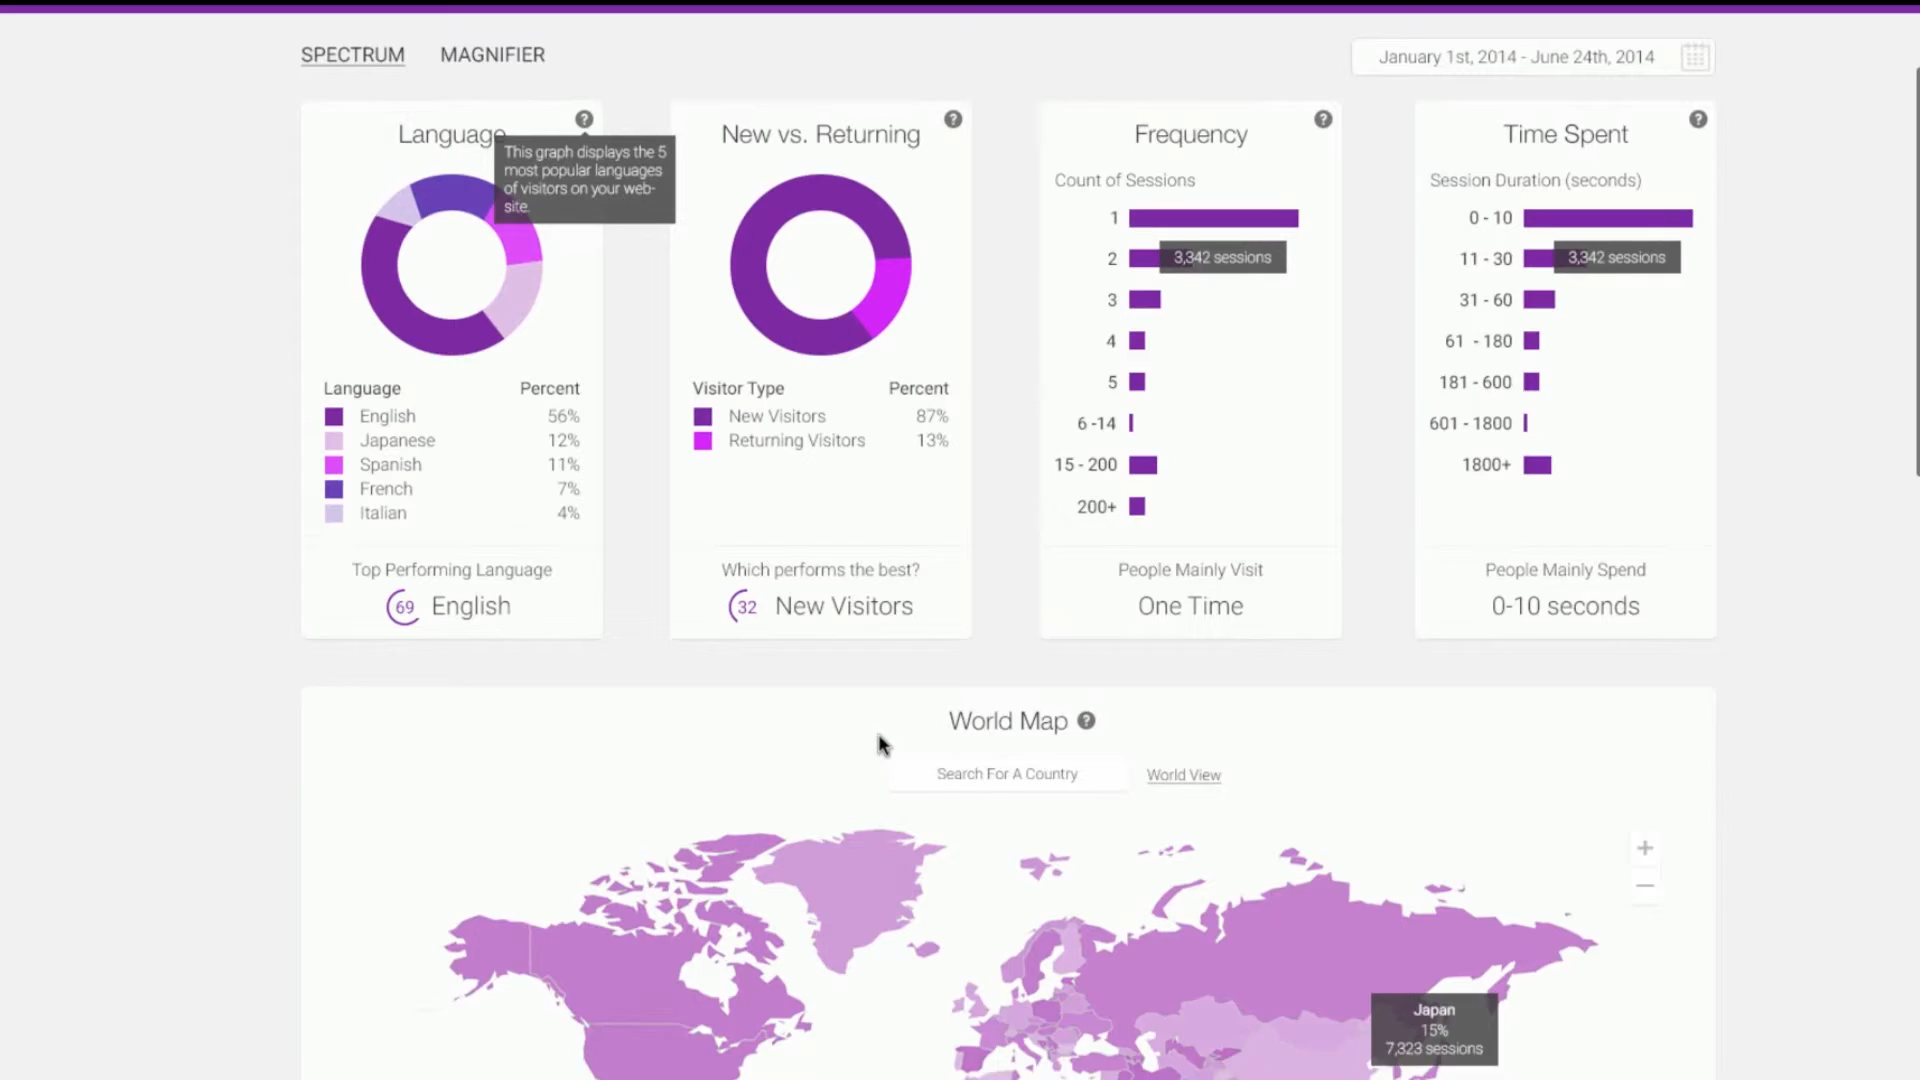 SPECTRUM MAGNIFIER
January 1st, 2014 - June 24th, 2014
Language
This graph displays the 5
most popular languages
of visitors on your web-
site.
Language Percent
English 56%
Japanese 12%
Spanish 11%
French 7%
Italian 4%
Top Performing Language
69 English
New vs. Returning
Visitor Type Percent
New Visitors 87%
Returning Visitors 13%
Which performs the best?
32 New Visitors
Frequency
Count of Sessions
1
2 3,342 sessions
3
4
5
6 -14
15 - 200
200+
People Mainly Visit
One Time
Time Spent
Session Duration (seconds)
0 - 10
11 - 30 3,342 sessions
31 - 60
61 - 180
181 - 600
601 - 1800
1800+
People Mainly Spend
0-10 seconds
World Map
Search For A Country World View
Japan
15%
7,323 sessions